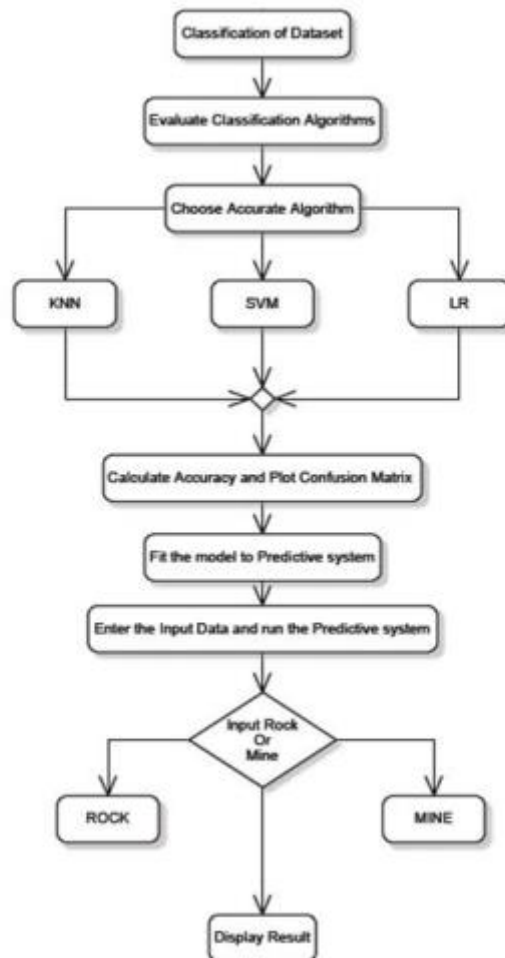 Classification of Dataset
Evaluate Classification Algorithms
Choose Accurate Algorithm
KNN
SVM
LR
Calculate Accuracy and Plot Confusion Matrix
Fit the model to Predictive system
Enter the Input Data and run the Predictive system
Input Rock
Or
Mine
ROCK
MINE
Display Result